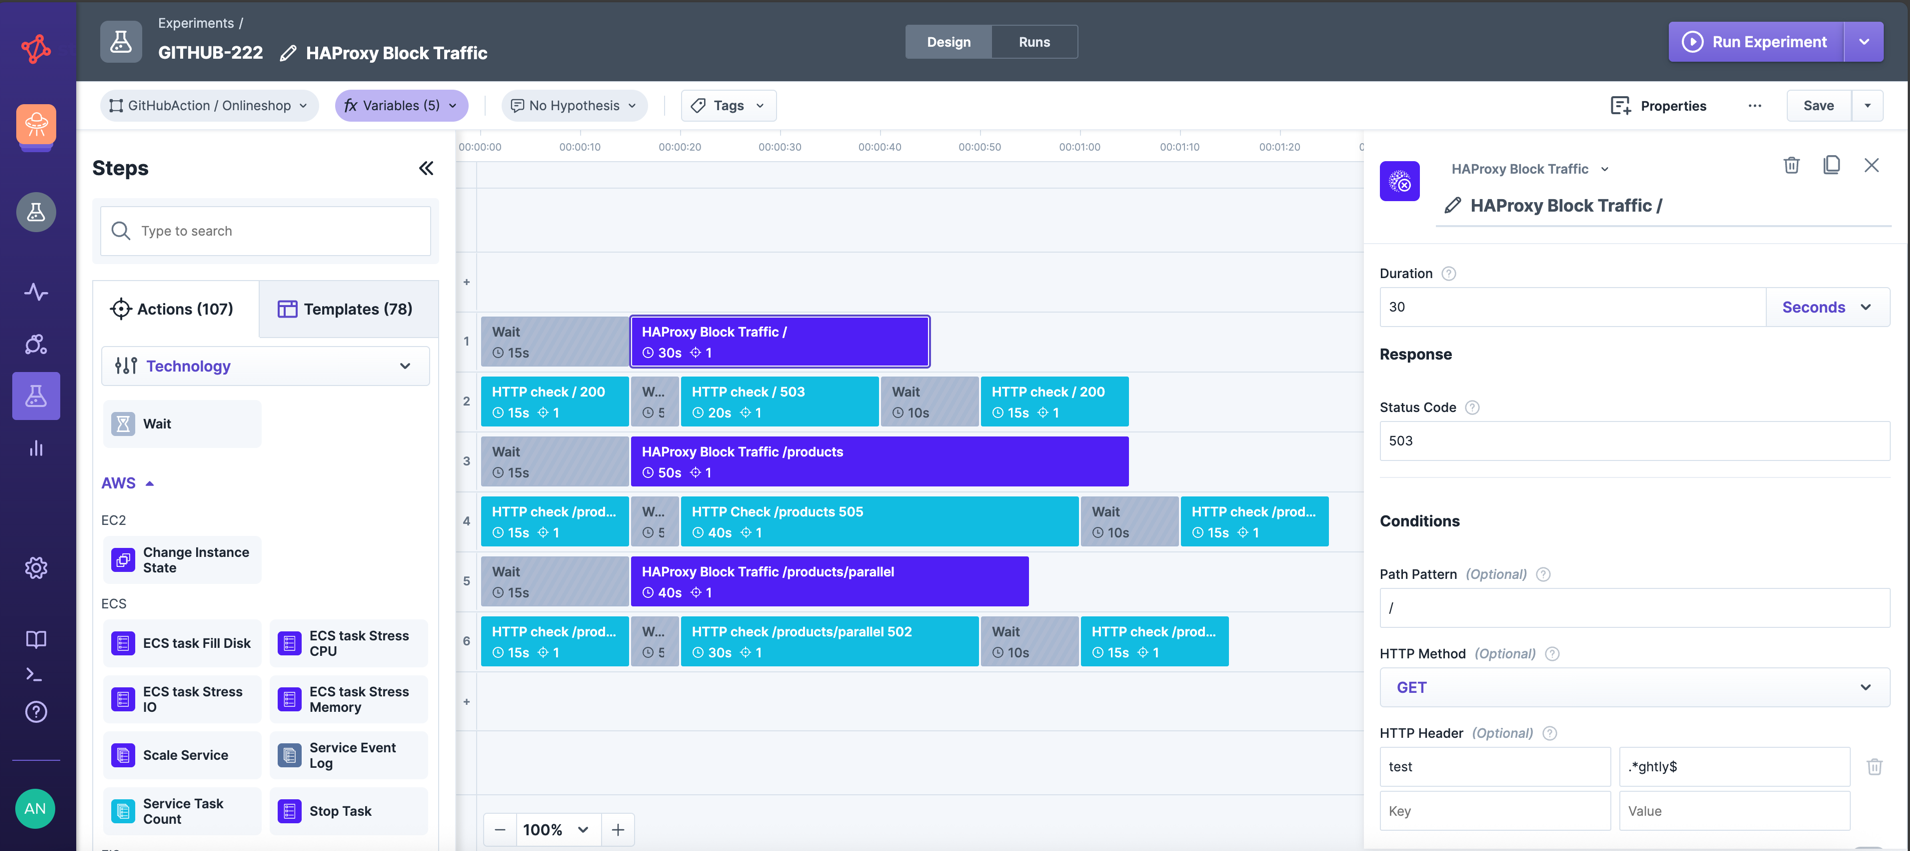 Experiments /
GITHUB-222 HAProxy Block Traffic
Design Runs
Run Experiment
GitHubAction / Onlineshop
fx Variables (5)
No Hypothesis
Tags
Properties
...
Save
Steps
Type to search
Actions (107)
Templates (78)
Technology
Wait
AWS
EC2
Change Instance
State
ECS
ECS task Fill Disk
ECS task Stress
CPU
ECS task Stress
IO
ECS task Stress
Memory
Scale Service
Service Event
Log
Service Task
Count
Stop Task
AN
00:00:00 00:00:10 00:00:20 00:00:30 00:00:40 00:00:50 00:01:00 00:01:10 00:01:20
+
1
Wait
15s
HAProxy Block Traffic /
30s 1
2
HTTP check / 200
15s 1
W...
5
HTTP check / 503
20s 1
Wait
10s
HTTP check / 200
15s 1
3
Wait
15s
HAProxy Block Traffic /products
50s 1
4
HTTP check /prod...
15s 1
W...
5
HTTP Check /products 505
40s 1
Wait
10s
HTTP check /prod...
15s 1
5
Wait
15s
HAProxy Block Traffic /products/parallel
40s 1
6
HTTP check /prod...
15s 1
W...
5
HTTP check /products/parallel 502
30s 1
Wait
10s
HTTP check /prod...
15s 1
+
− 100% +
HAProxy Block Traffic
HAProxy Block Traffic /
Duration ?
30 Seconds
Response
Status Code ?
503
Conditions
Path Pattern (Optional) ?
/
HTTP Method (Optional) ?
GET
HTTP Header (Optional) ?
test .*ghtly$
Key Value